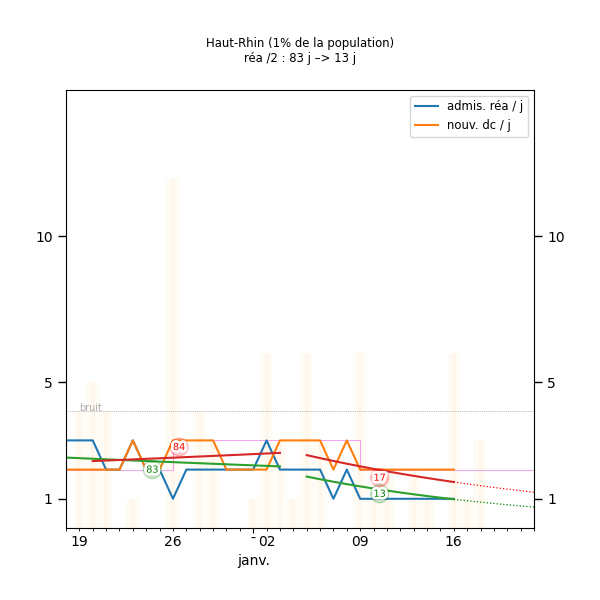 Haut-Rhin (1% de la population)
réa /2 : 83 j –> 13 j
admis. réa / j
nouv. dc / j
10
10
5
5
bruit
84
83
17
13
1
1
19
26
02
09
16
janv.